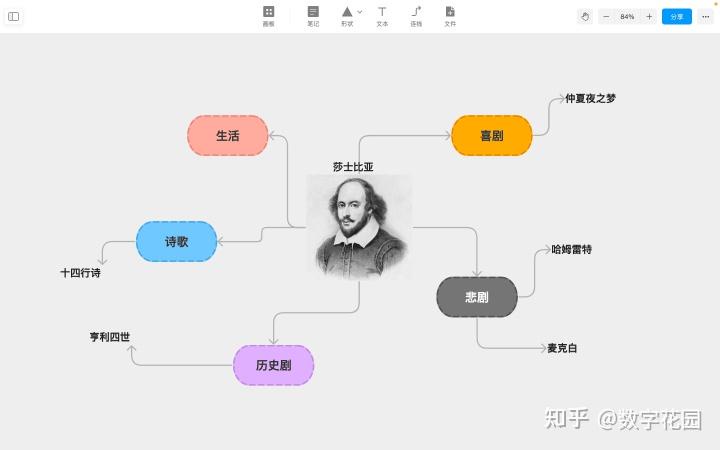 画板
笔记
形状
文本
连线
文件
84%
分享
仲夏夜之梦
生活
喜剧
莎士比亚
诗歌
哈姆雷特
十四行诗
悲剧
亨利四世
麦克白
历史剧
知乎 @数字花园